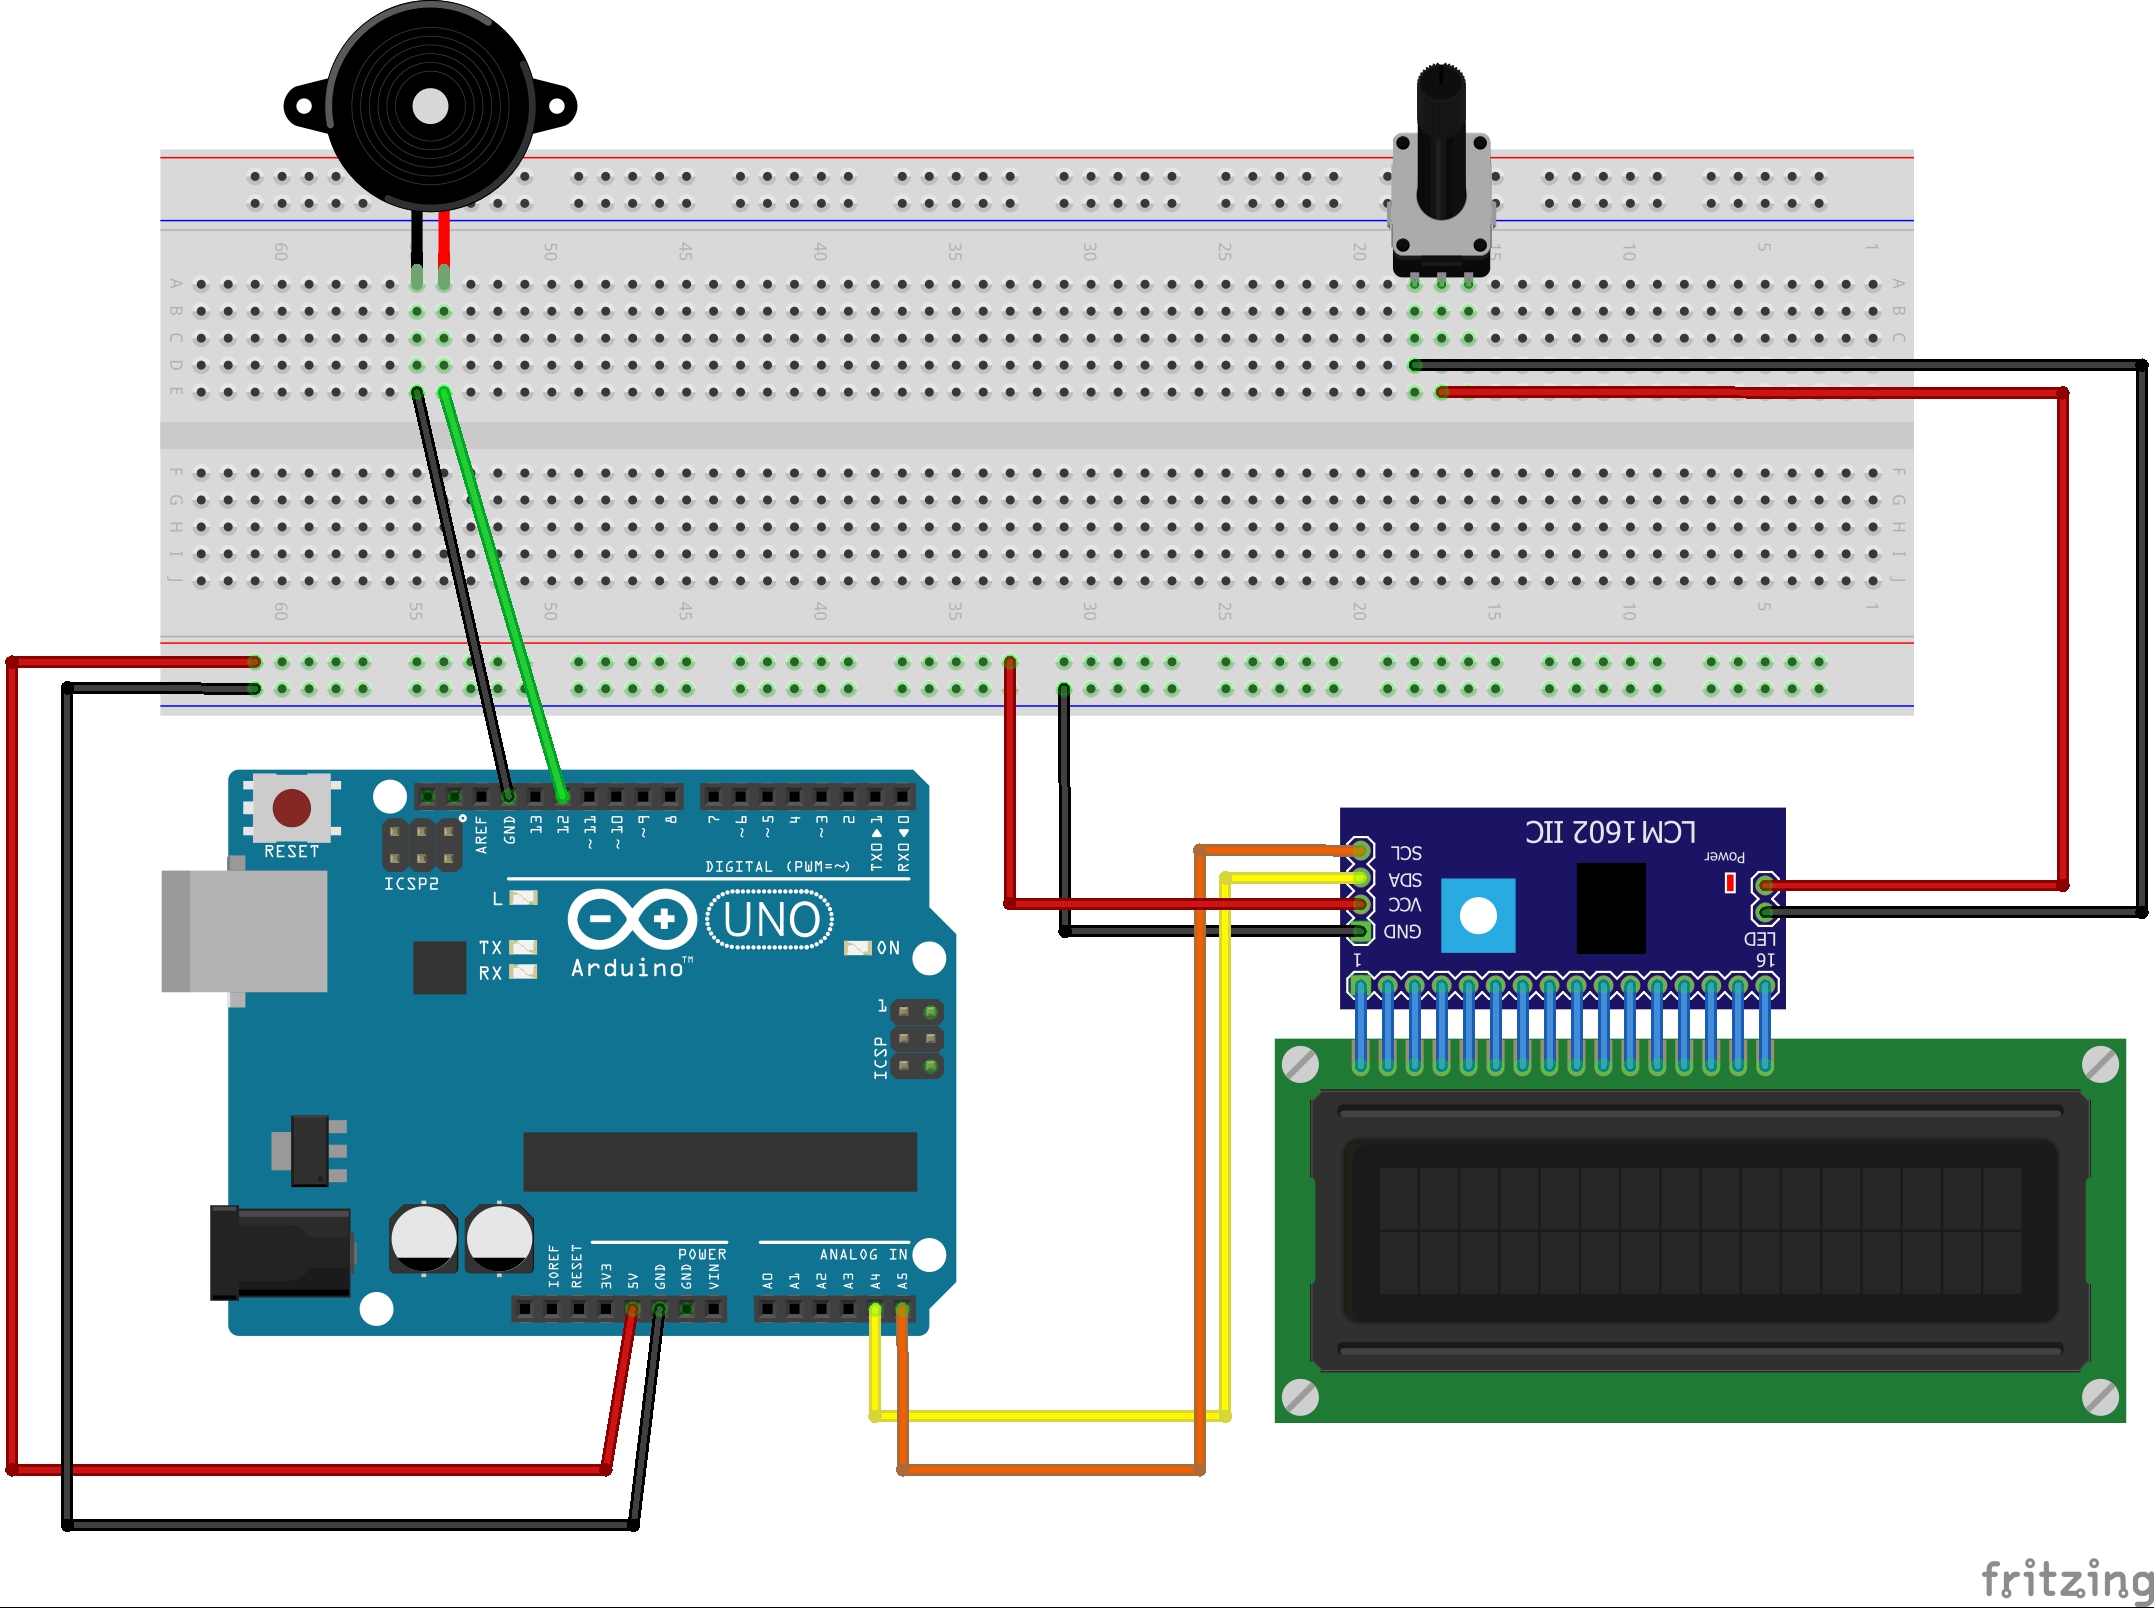 60 55 50 45 40 35 30 25 20 15 10 5 1
A A
B B
C C
D D
E E
F F
G G
H H
I I
J J
60 55 50 45 40 35 30 25 20 15 10 5 1
RESET
ICSP2
AREF
GND
13
12
~11
~10
~9
8
7
~6
~5
4
~3
2
TX0▶1
RX0◀0
DIGITAL (PWM=~)
L
TX
RX
UNO
Arduino™
ON
1
ICSP
POWER
ANALOG IN
IOREF
RESET
3V3
5V
GND
GND
VIN
A0
A1
A2
A3
A4
A5
LCM1602 IIC
SCL
SDA
VCC
GND
Power
LED
1
16
fritzing